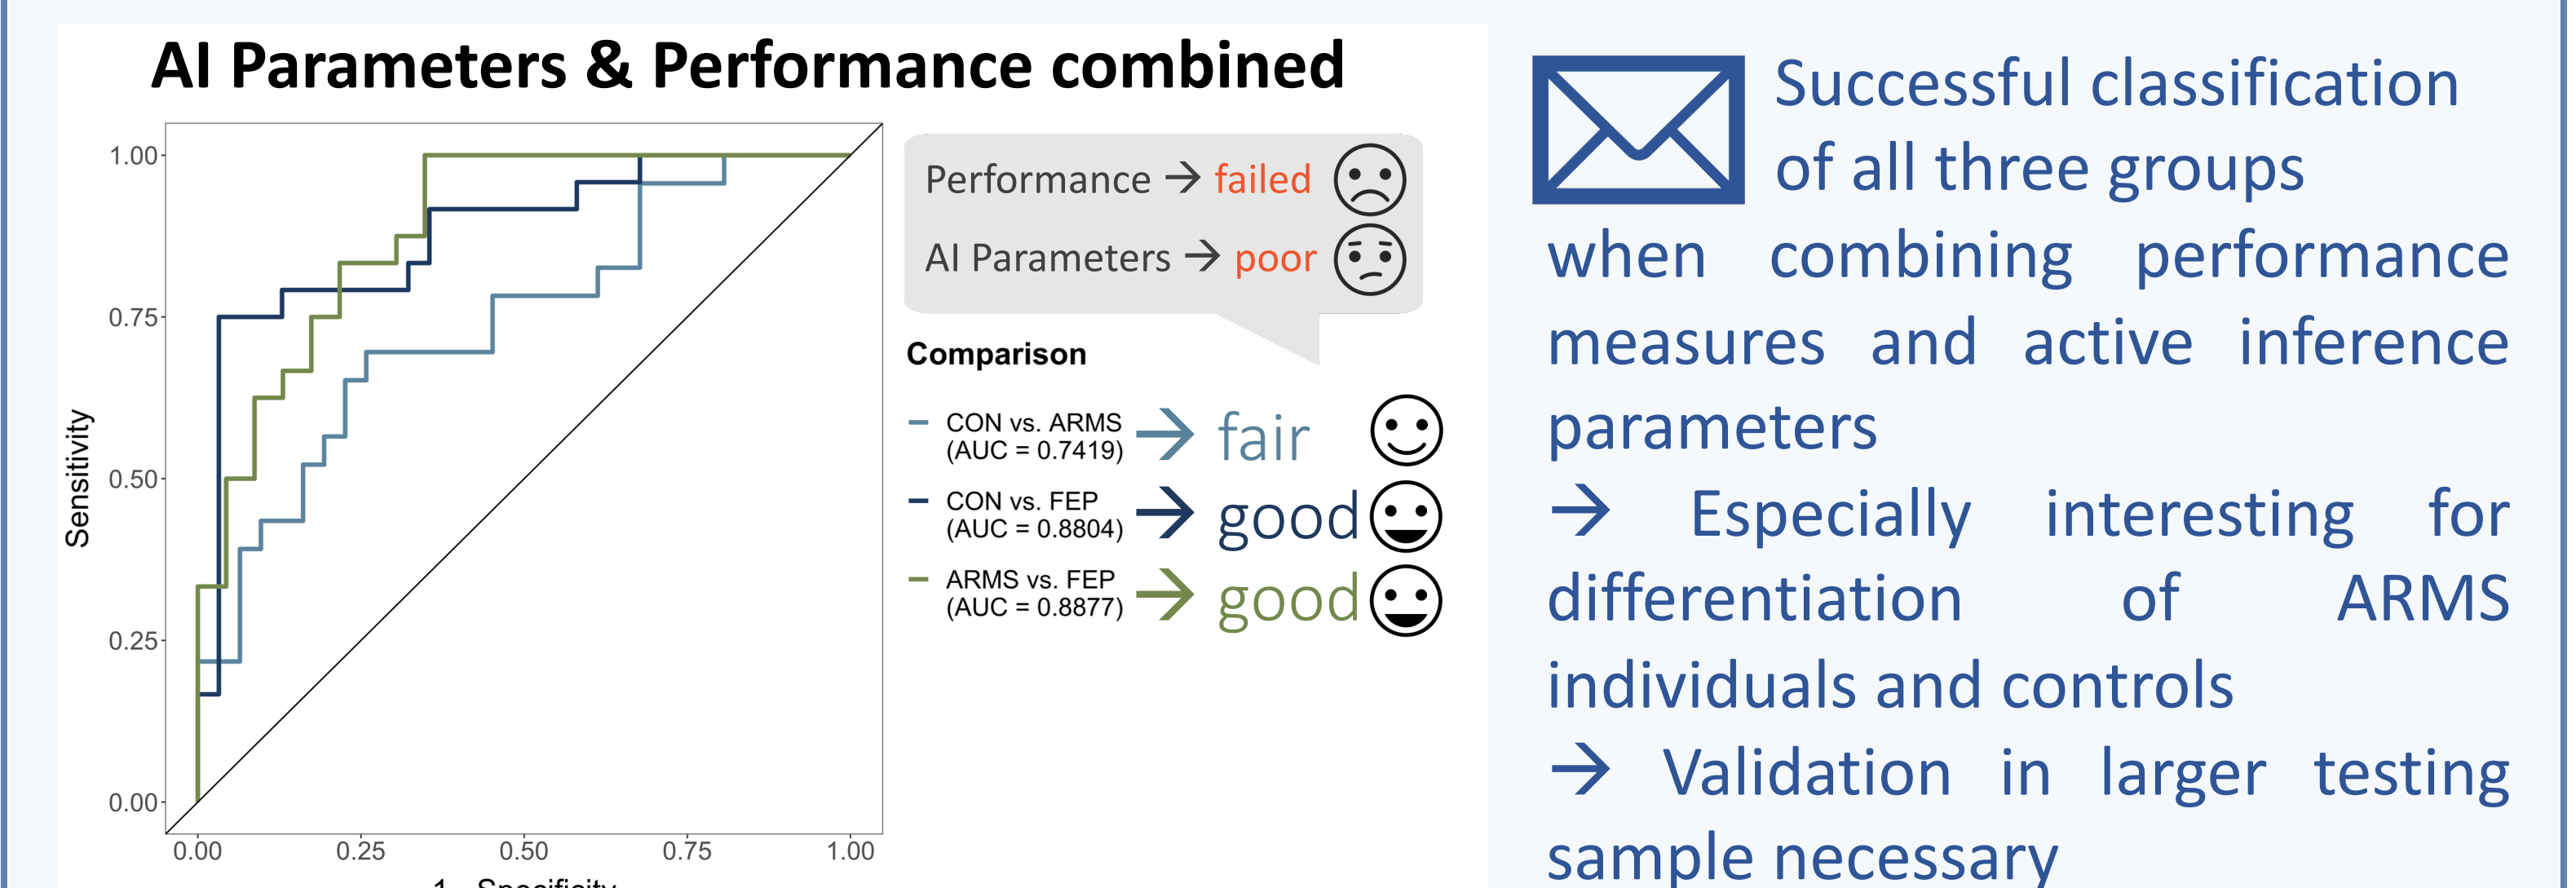 AI Parameters & Performance combined
1.00
0.75
0.50
0.25
0.00
Sensitivity
0.00 0.25 0.50 0.75 1.00
1 - Specificity
Performance → failed
AI Parameters → poor
Comparison
CON vs. ARMS
(AUC = 0.7419) → fair
CON vs. FEP
(AUC = 0.8804) → good
ARMS vs. FEP
(AUC = 0.8877) → good
Successful classification
of all three groups
when combining performance
measures and active inference
parameters
→ Especially interesting for
differentiation of ARMS
individuals and controls
→ Validation in larger testing
sample necessary